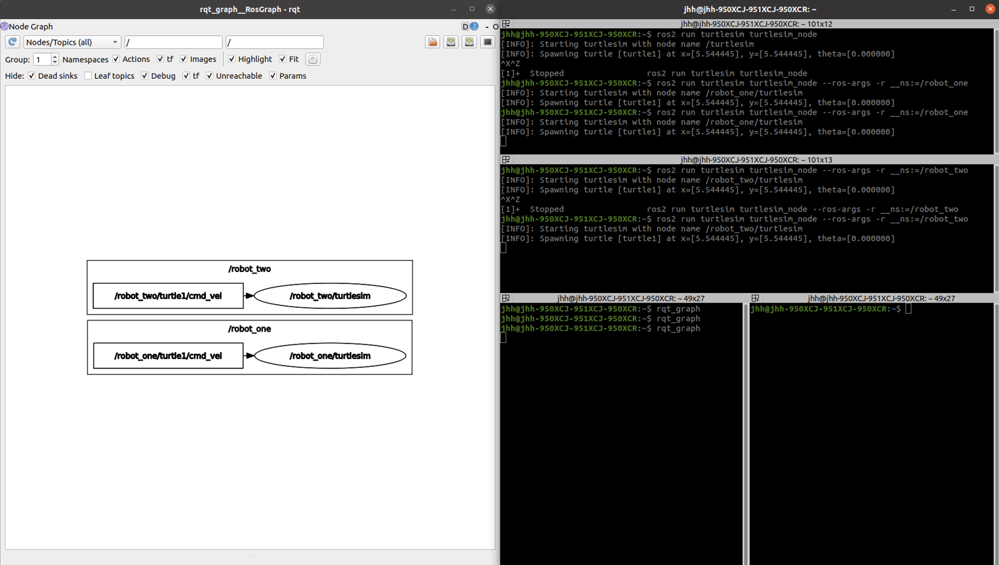 rqt_graph__RosGraph - rqt
Node Graph
D ? - O
Nodes/Topics (all) / /
Group: 1 Namespaces Actions tf Images Highlight Fit
Hide: Dead sinks Leaf topics Debug tf Unreachable Params
/robot_two
/robot_two/turtle1/cmd_vel /robot_two/turtlesim
/robot_one
/robot_one/turtle1/cmd_vel /robot_one/turtlesim
jhh@jhh-950XCJ-951XCJ-950XCR: ~
jhh@jhh-950XCJ-951XCJ-950XCR: ~ 101x12
jhh@jhh-950XCJ-951XCJ-950XCR:~$ ros2 run turtlesim turtlesim_node
[INFO]: Starting turtlesim with node name /turtlesim
[INFO]: Spawning turtle [turtle1] at x=[5.544445], y=[5.544445], theta=[0.000000]
^X^Z
[1]+  Stopped                 ros2 run turtlesim turtlesim_node
jhh@jhh-950XCJ-951XCJ-950XCR:~$ ros2 run turtlesim turtlesim_node --ros-args -r __ns:=/robot_one
[INFO]: Starting turtlesim with node name /robot_one/turtlesim
[INFO]: Spawning turtle [turtle1] at x=[5.544445], y=[5.544445], theta=[0.000000]
jhh@jhh-950XCJ-951XCJ-950XCR:~$ ros2 run turtlesim turtlesim_node --ros-args -r __ns:=/robot_one
[INFO]: Starting turtlesim with node name /robot_one/turtlesim
[INFO]: Spawning turtle [turtle1] at x=[5.544445], y=[5.544445], theta=[0.000000]
jhh@jhh-950XCJ-951XCJ-950XCR: ~ 101x13
jhh@jhh-950XCJ-951XCJ-950XCR:~$ ros2 run turtlesim turtlesim_node --ros-args -r __ns:=/robot_two
[INFO]: Starting turtlesim with node name /robot_two/turtlesim
[INFO]: Spawning turtle [turtle1] at x=[5.544445], y=[5.544445], theta=[0.000000]
^X^Z
[1]+  Stopped                 ros2 run turtlesim turtlesim_node --ros-args -r __ns:=/robot_two
jhh@jhh-950XCJ-951XCJ-950XCR:~$ ros2 run turtlesim turtlesim_node --ros-args -r __ns:=/robot_two
[INFO]: Starting turtlesim with node name /robot_two/turtlesim
[INFO]: Spawning turtle [turtle1] at x=[5.544445], y=[5.544445], theta=[0.000000]
jhh@jhh-950XCJ-951XCJ-950XCR: ~ 49x27
jhh@jhh-950XCJ-951XCJ-950XCR:~$ rqt_graph
jhh@jhh-950XCJ-951XCJ-950XCR:~$ rqt_graph
jhh@jhh-950XCJ-951XCJ-950XCR:~$ rqt_graph
jhh@jhh-950XCJ-951XCJ-950XCR: ~ 49x27
jhh@jhh-950XCJ-951XCJ-950XCR:~$